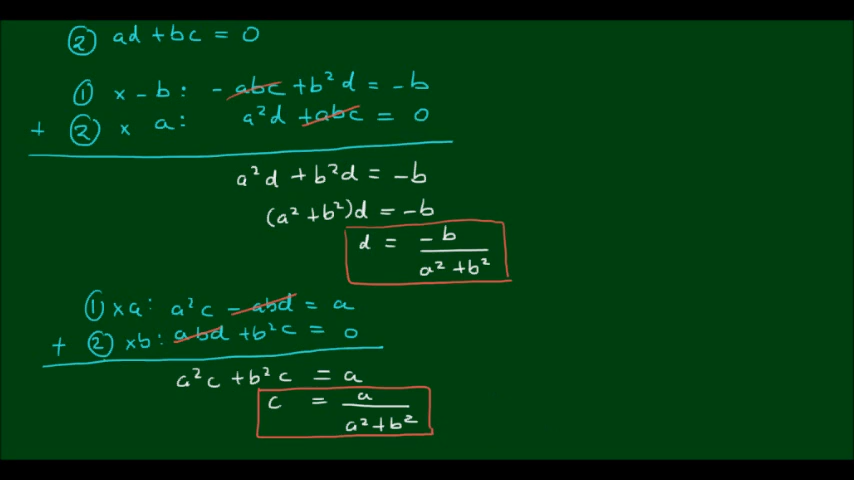 ② ad + bc = 0
① x - b: - abc + b²d = -b
+ ② x a: a²d + abc = 0
a²d + b²d = -b
(a² + b²)d = -b
d = -b / a² + b²
① x a: a²c - abd = a
+ ② x b: abd + b²c = 0
a²c + b²c = a
c = a / a² + b²